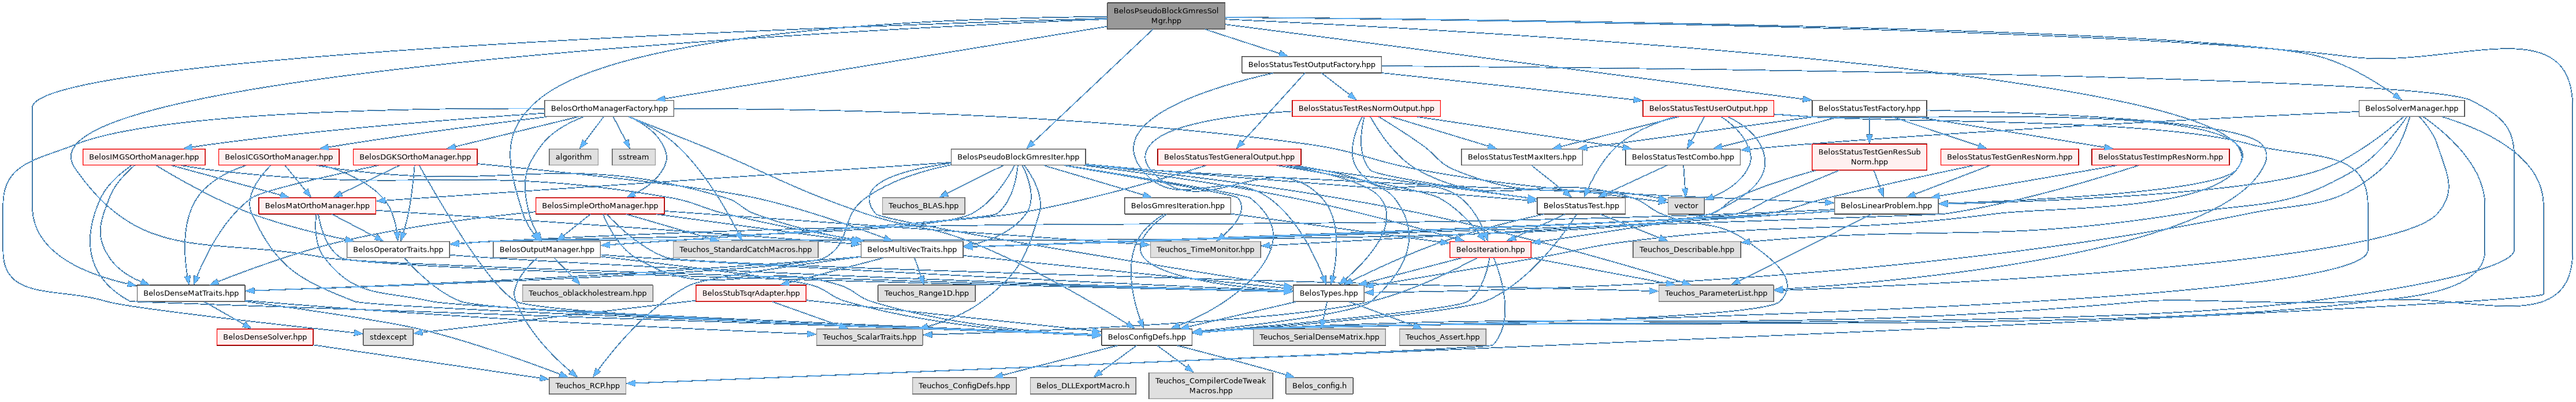 BelosPseudoBlockGmresSol
Mgr.hpp
BelosStatusTestOutputFactory.hpp
BelosOrthoManagerFactory.hpp
BelosStatusTestResNormOutput.hpp
BelosStatusTestUserOutput.hpp
BelosStatusTestFactory.hpp
BelosSolverManager.hpp
BelosIMGSOrthoManager.hpp
BelosICGSOrthoManager.hpp
BelosDGKSOrthoManager.hpp
algorithm
sstream
BelosPseudoBlockGmresIter.hpp
BelosStatusTestGeneralOutput.hpp
BelosStatusTestMaxIters.hpp
BelosStatusTestCombo.hpp
BelosStatusTestGenResSub
Norm.hpp
BelosStatusTestGenResNorm.hpp
BelosStatusTestImpResNorm.hpp
BelosMatOrthoManager.hpp
BelosSimpleOrthoManager.hpp
Teuchos_BLAS.hpp
BelosGmresIteration.hpp
BelosStatusTest.hpp
vector
BelosLinearProblem.hpp
BelosOperatorTraits.hpp
BelosOutputManager.hpp
Teuchos_StandardCatchMacros.hpp
BelosMultiVecTraits.hpp
Teuchos_TimeMonitor.hpp
BelosIteration.hpp
Teuchos_Describable.hpp
BelosDenseMatTraits.hpp
Teuchos_oblackholestream.hpp
BelosStubTsqrAdapter.hpp
Teuchos_Range1D.hpp
BelosTypes.hpp
Teuchos_ParameterList.hpp
BelosDenseSolver.hpp
stdexcept
Teuchos_ScalarTraits.hpp
BelosConfigDefs.hpp
Teuchos_SerialDenseMatrix.hpp
Teuchos_Assert.hpp
Teuchos_RCP.hpp
Teuchos_ConfigDefs.hpp
Belos_DLLExportMacro.h
Teuchos_CompilerCodeTweak
Macros.hpp
Belos_config.h